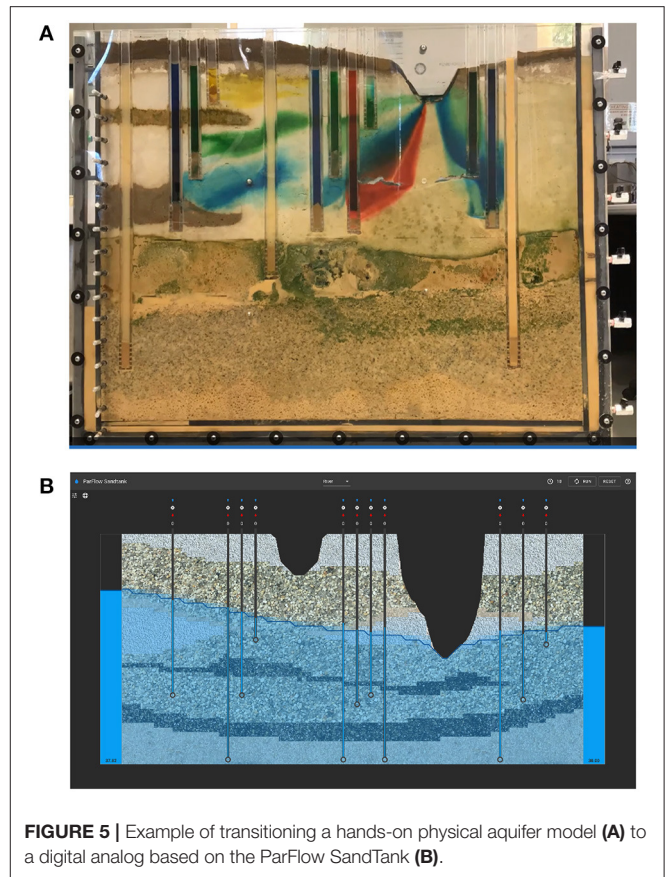 A
B
ParFlow Sandtank
River
RUN
RESET
FIGURE 5 | Example of transitioning a hands-on physical aquifer model (A) to
a digital analog based on the ParFlow SandTank (B).